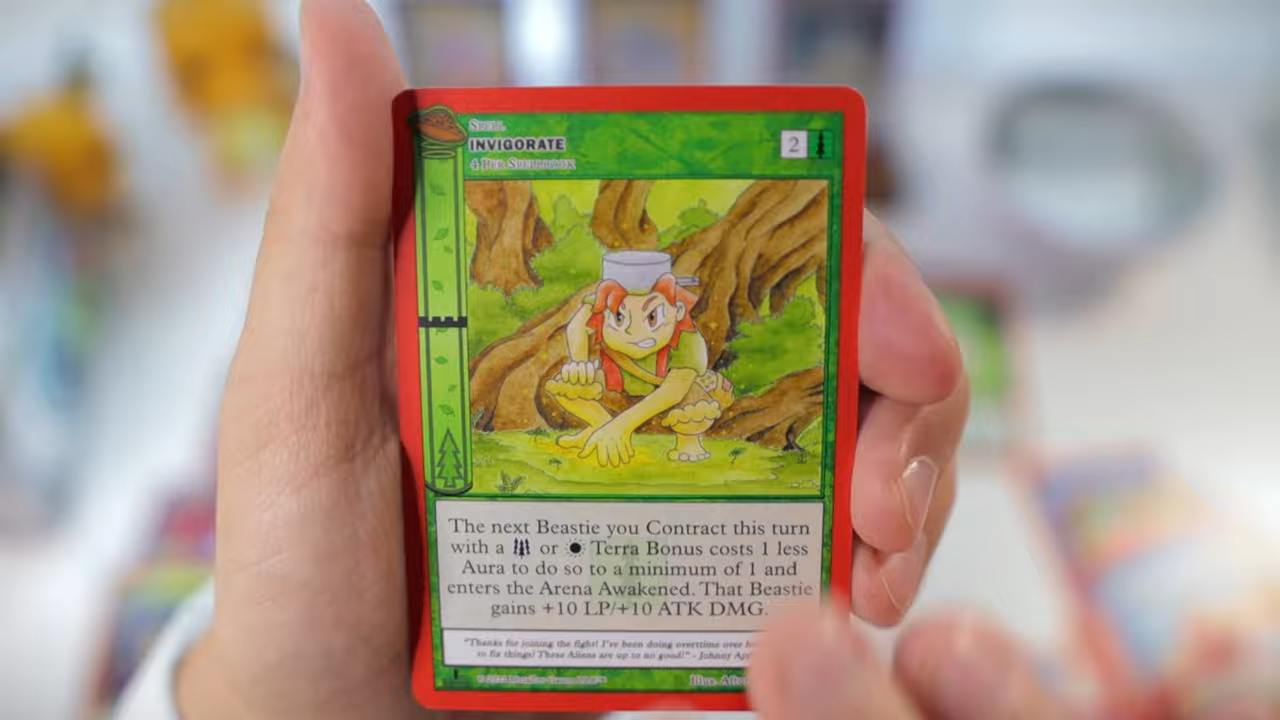 SPELL
INVIGORATE
4 PER SPELLBOOK
2
The next Beastie you Contract this turn
with a or Terra Bonus costs 1 less
Aura to do so to a minimum of 1 and
enters the Arena Awakened. That Beastie
gains +10 LP/+10 ATK DMG.
"Thanks for joining the fight! I've been doing overtime over
to fix things! These Aliens are up to no good!" - Johnny
Illus.